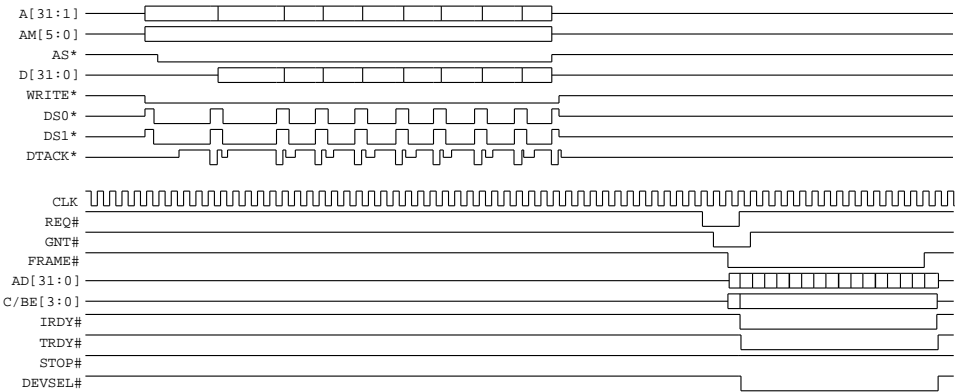 A[31:1]
AM[5:0]
AS*
D[31:0]
WRITE*
DS0*
DS1*
DTACK*
CLK
REQ#
GNT#
FRAME#
AD[31:0]
C/BE[3:0]
IRDY#
TRDY#
STOP#
DEVSEL#